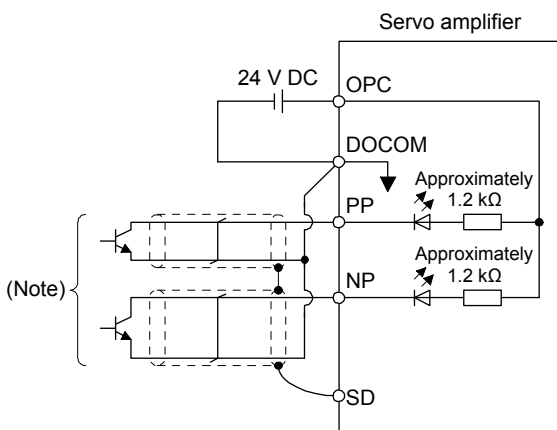 Servo amplifier
24 V DC
OPC
DOCOM
Approximately
1.2 kΩ
PP
Approximately
1.2 kΩ
NP
(Note)
SD